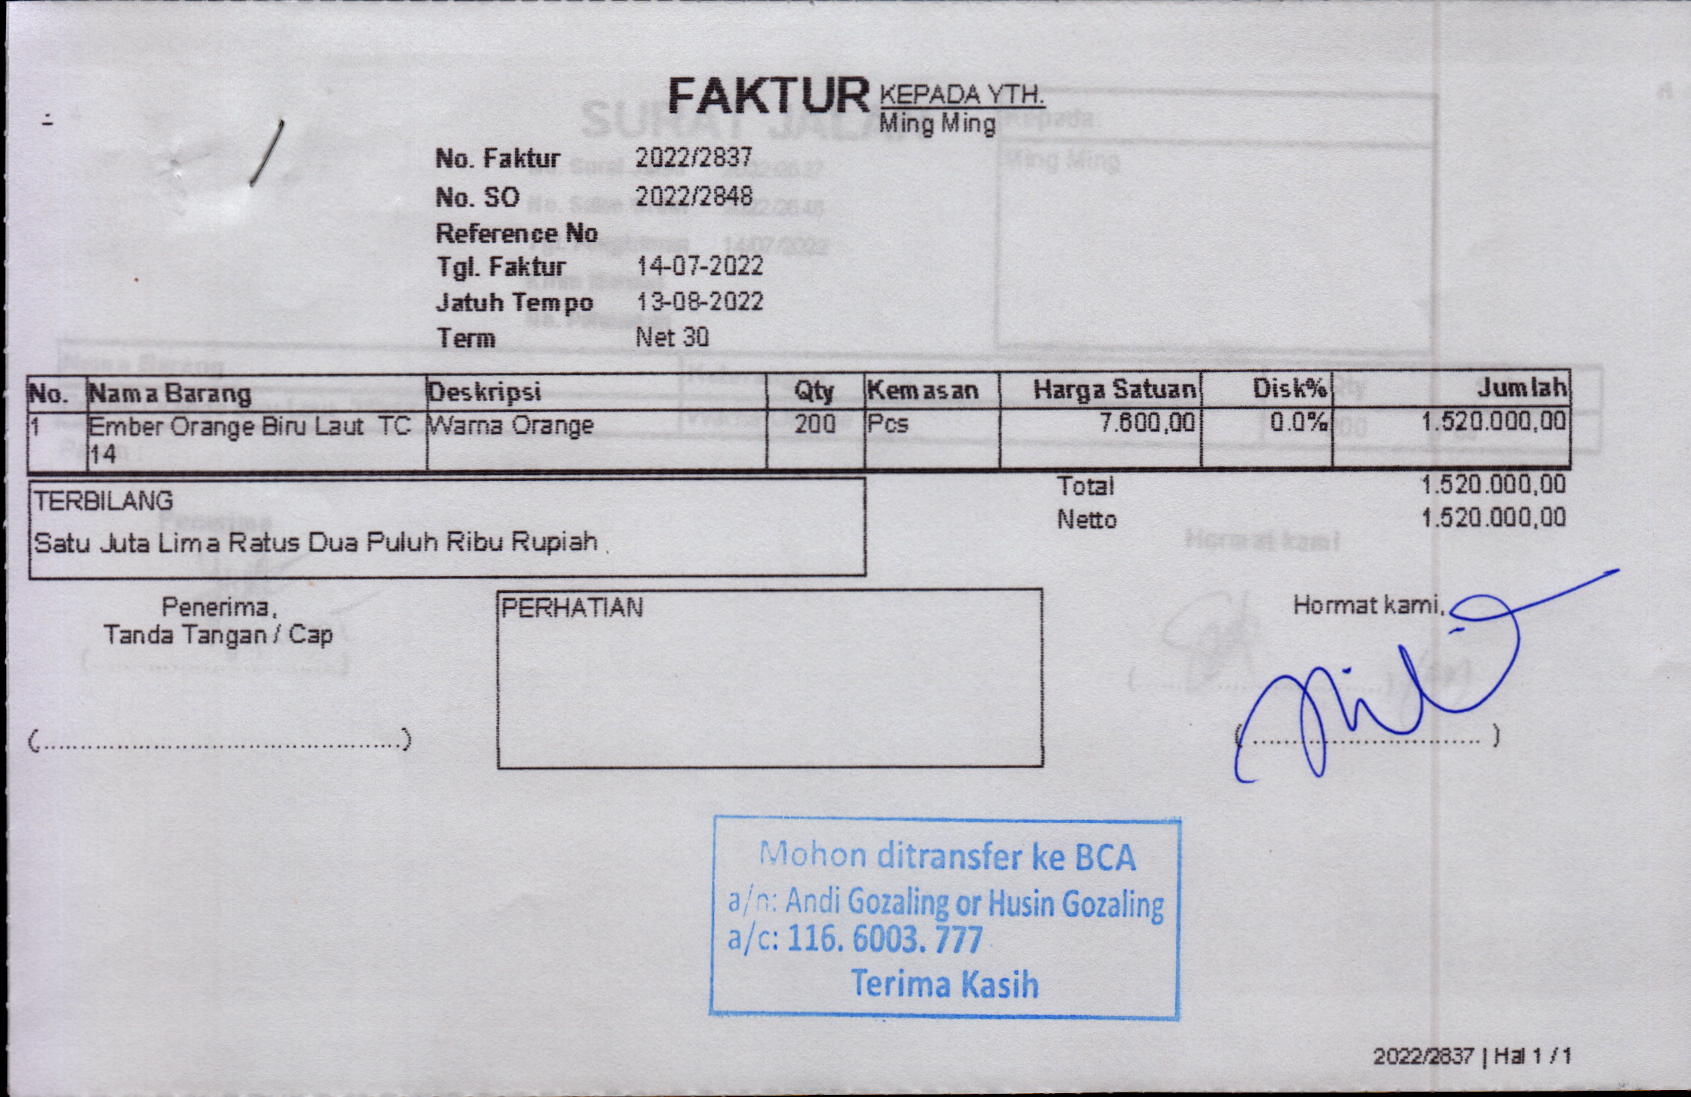 FAKTUR
KEPADA YTH.
Ming Ming
No. Faktur 2022/2837
No. SO 2022/2848
Reference No
Tgl. Faktur 14-07-2022
Jatuh Tempo 13-08-2022
Term Net 30
No. Nama Barang Deskripsi Qty Kemasan Harga Satuan Disk% Jumlah
1 Ember Orange Biru Laut TC 14 Warna Orange 200 Pcs 7.600,00 0.0% 1.520.000,00
TERBILANG
Satu Juta Lima Ratus Dua Puluh Ribu Rupiah
Total 1.520.000,00
Netto 1.520.000,00
Penerima,
Tanda Tangan / Cap
PERHATIAN
Hormat kami,
Mohon ditransfer ke BCA
a/n: Andi Gozaling or Husin Gozaling
a/c: 116. 6003. 777
Terima Kasih
2022/2837 | Hal 1 / 1